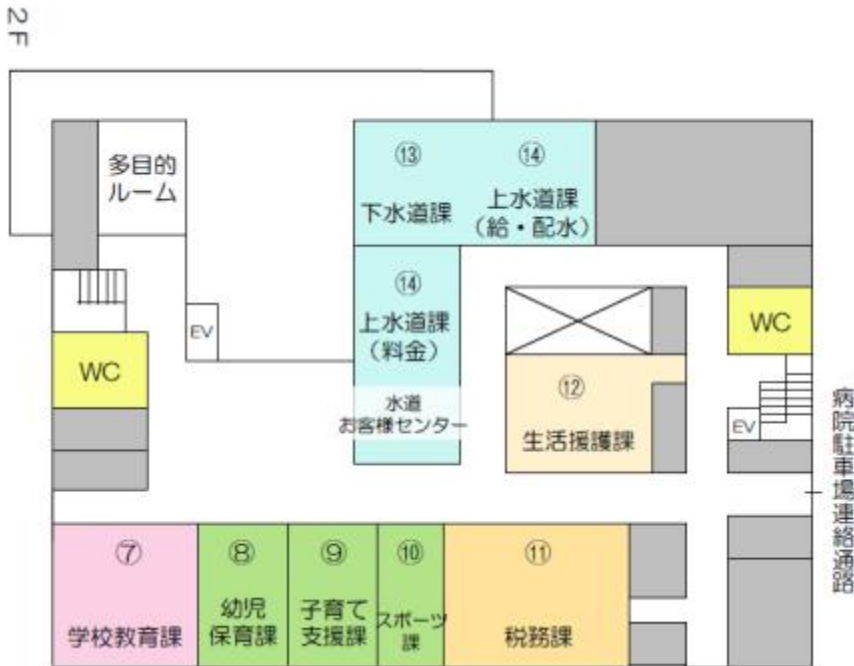 2F
多目的
ルーム
⑬
下水道課
⑭
上水道課
(給・配水)
⑭
上水道課
(料金)
水道
お客様センター
EV
WC
WC
⑫
生活援護課
EV
病院駐車場連絡通路
⑦
学校教育課
⑧
幼児
保育課
⑨
子育て
支援課
⑩
スポーツ
課
⑪
税務課